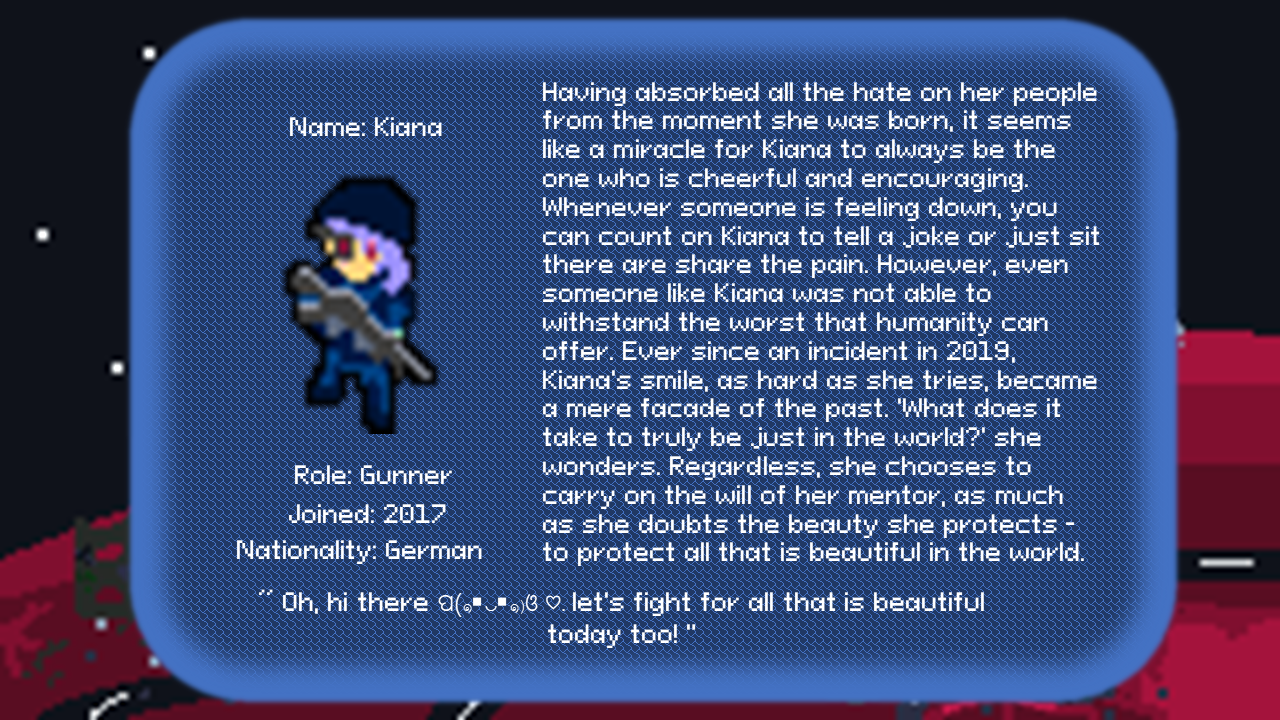 Name: Kiana
Role: Gunner
Joined: 2017
Nationality: German
Having absorbed all the hate on her people
from the moment she was born, it seems
like a miracle for Kiana to always be the
one who is cheerful and encouraging.
Whenever someone is feeling down, you
can count on Kiana to tell a joke or just sit
there are share the pain. However, even
someone like Kiana was not able to
withstand the worst that humanity can
offer. Ever since an incident in 2019,
Kiana's smile, as hard as she tries, became
a mere facade of the past. 'What does it
take to truly be just in the world?' she
wonders. Regardless, she chooses to
carry on the will of her mentor, as much
as she doubts the beauty she protects -
to protect all that is beautiful in the world.
“ Oh, hi there ପ(๑•◡•๑)ଓ ♡. let's fight for all that is beautiful
today too! "